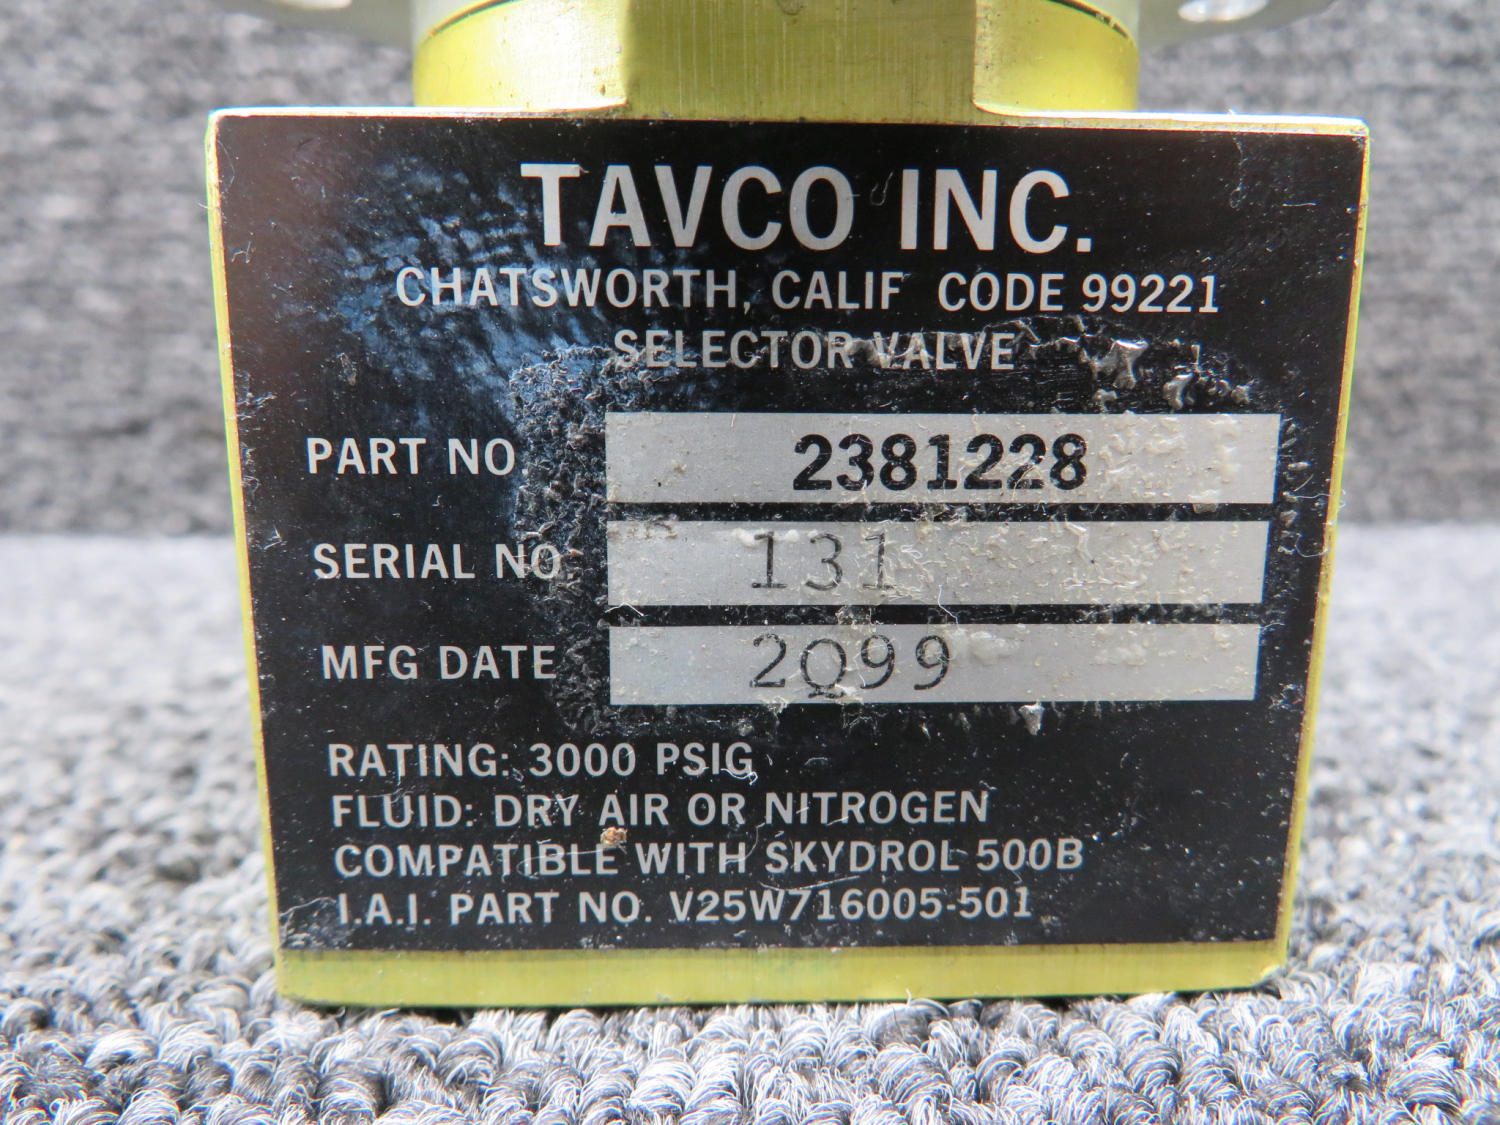 TAVCO INC.
CHATSWORTH, CALIF CODE 99221
SELECTOR VALVE
PART NO. 2381228
SERIAL NO. 131
MFG DATE 2Q99
RATING: 3000 PSIG
FLUID: DRY AIR OR NITROGEN
COMPATIBLE WITH SKYDROL 500B
I.A.I. PART NO. V25W716005-501